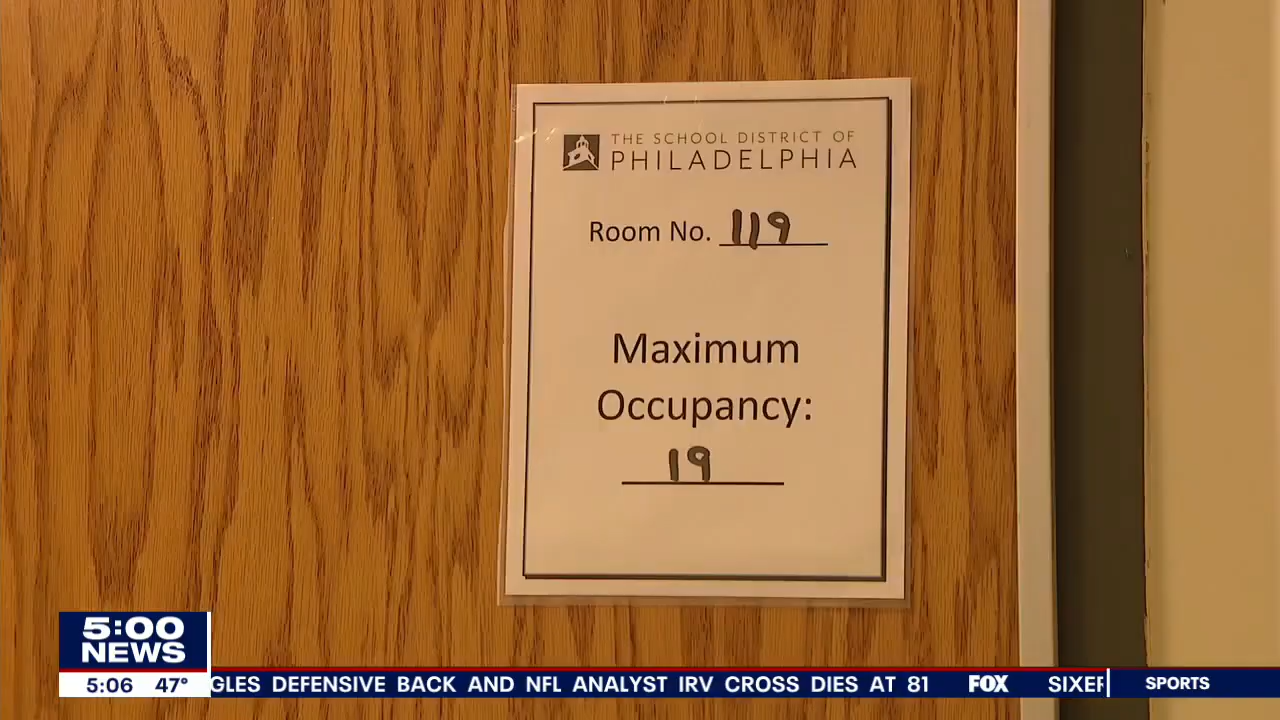 THE SCHOOL DISTRICT OF
PHILADELPHIA
Room No. 119
Maximum
Occupancy:
19
5:00
NEWS
5:06 47° GLES DEFENSIVE BACK AND NFL ANALYST IRV CROSS DIES AT 81 FOX SIXER SPORTS